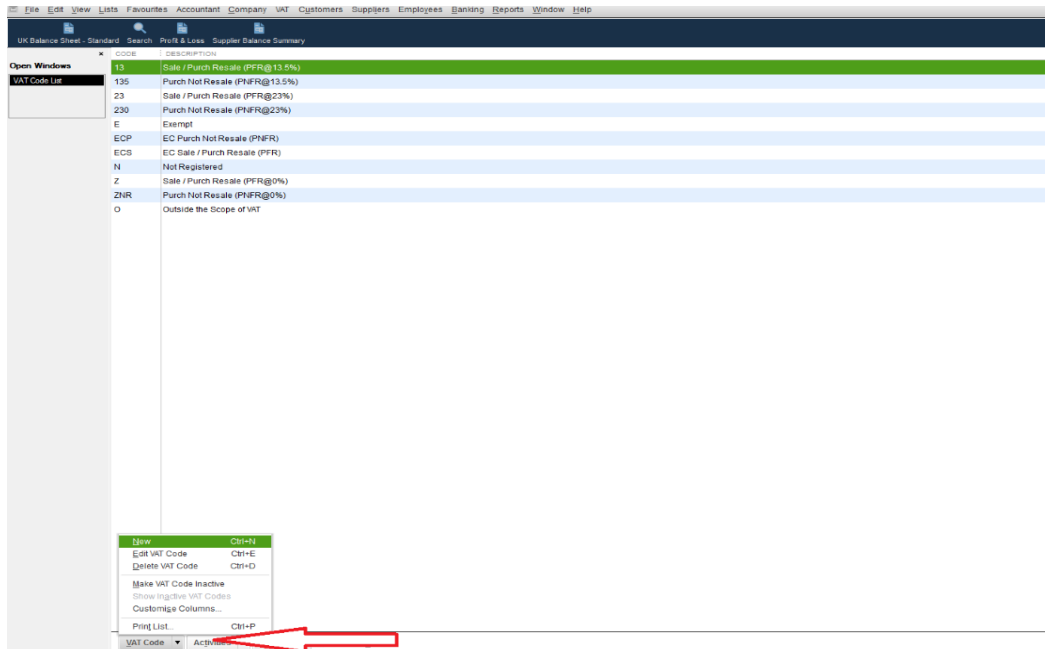 File Edit View Lists Favourites Accountant Company VAT Customers Suppliers Employees Banking Reports Window Help
UK Balance Sheet - Standard Search Profit & Loss Supplier Balance Summary
Open Windows
VAT Code List
CODE DESCRIPTION
13 Sale / Purch Resale (PFR@13.5%)
135 Purch Not Resale (PNFR@13.5%)
23 Sale / Purch Resale (PFR@23%)
230 Purch Not Resale (PNFR@23%)
E Exempt
ECP EC Purch Not Resale (PNFR)
ECS EC Sale / Purch Resale (PFR)
N Not Registered
Z Sale / Purch Resale (PFR@0%)
ZNR Purch Not Resale (PNFR@0%)
O Outside the Scope of VAT
New Ctrl+N
Edit VAT Code Ctrl+E
Delete VAT Code Ctrl+D
Make VAT Code Inactive
Show Inactive VAT Codes
Customise Columns...
Print List... Ctrl+P
VAT Code